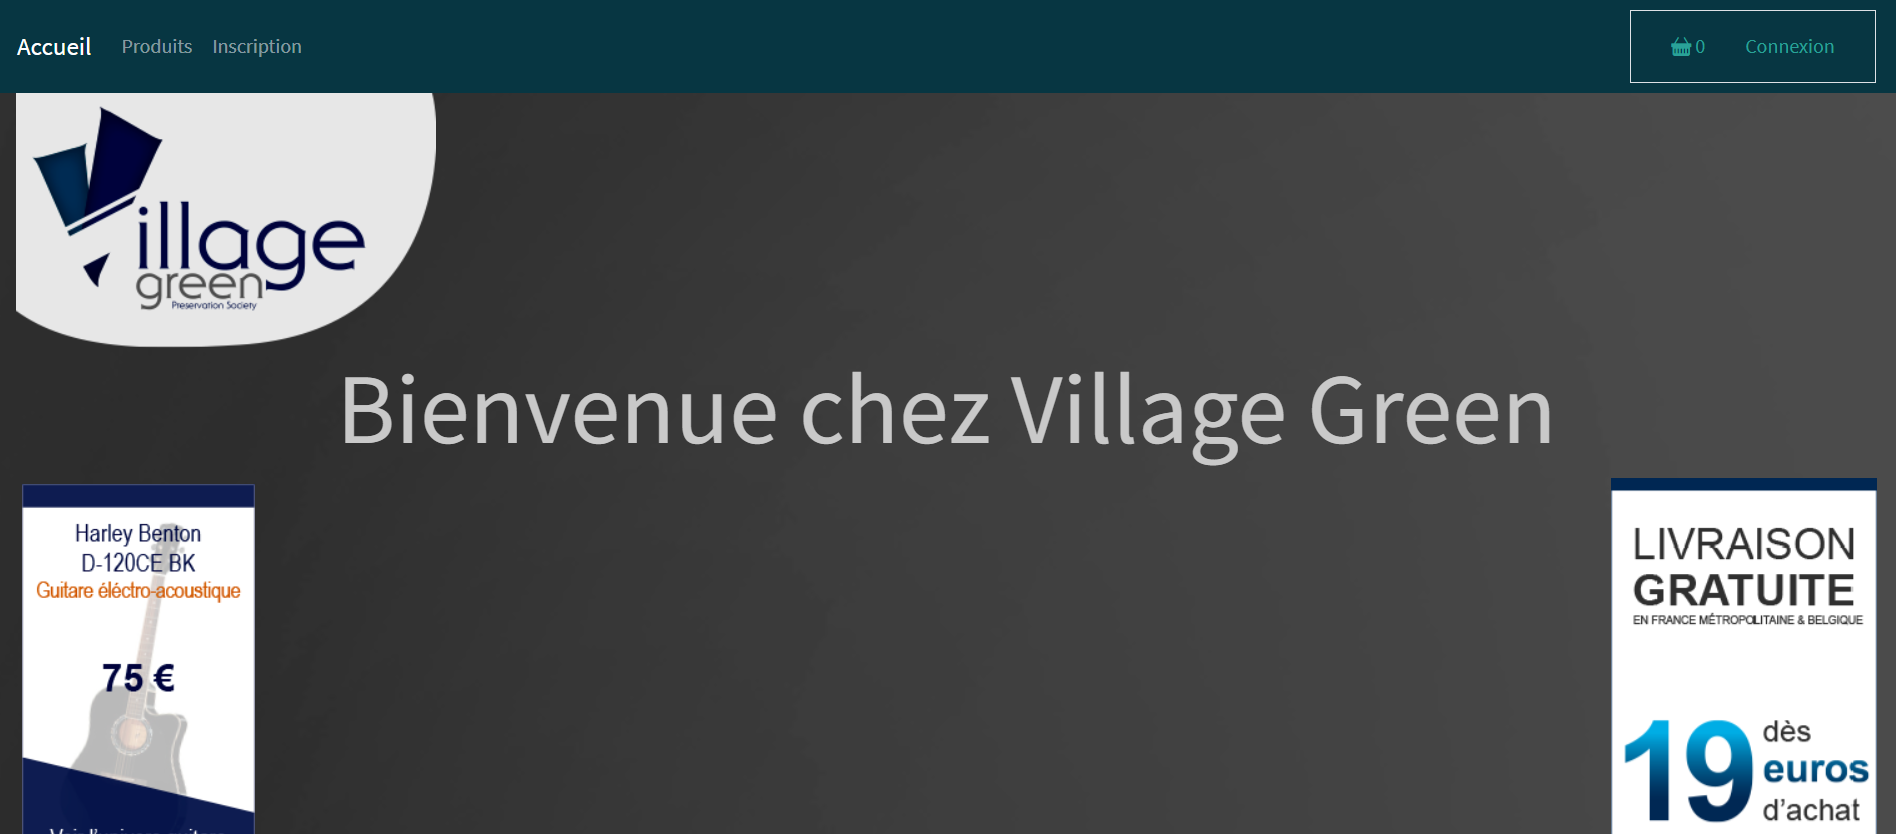 Accueil Produits Inscription 0 Connexion
Village
green
Preservation Society
Bienvenue chez Village Green
Harley Benton
D-120CE BK
Guitare éléctro-acoustique
75 €
LIVRAISON
GRATUITE
EN FRANCE MÉTROPOLITAINE & BELGIQUE
19 dès
euros
d'achat